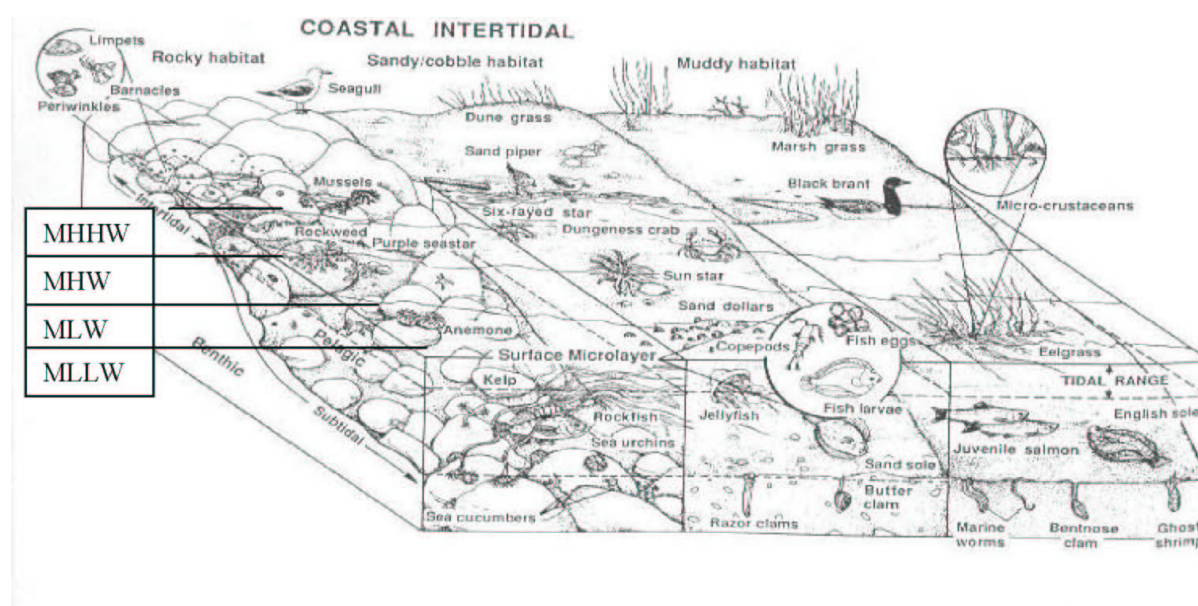 COASTAL INTERTIDAL
Limpets
Rocky habitat
Sandy/cobble habitat
Muddy habitat
Barnacles
Periwinkles
Seagull
Dune grass
Marsh grass
Sand piper
Mussels
Black brant
Micro-crustaceans
Intertidal
Six-rayed star
MHHW
Rockweed
Dungeness crab
Purple seastar
MHW
Sun star
Sand dollars
MLW
Anemone
Pelagic
Copepods
Fish eggs
Benthic
Surface Microlayer
Eelgrass
MLLW
Kelp
TIDAL RANGE
Subtidal
Rockfish
Jellyfish
Fish larvae
English sole
Sea urchins
Juvenile salmon
Sand sole
Sea cucumbers
Razor clams
Butter
clam
Marine
worms
Bentnose
clam
Ghost
shrimp